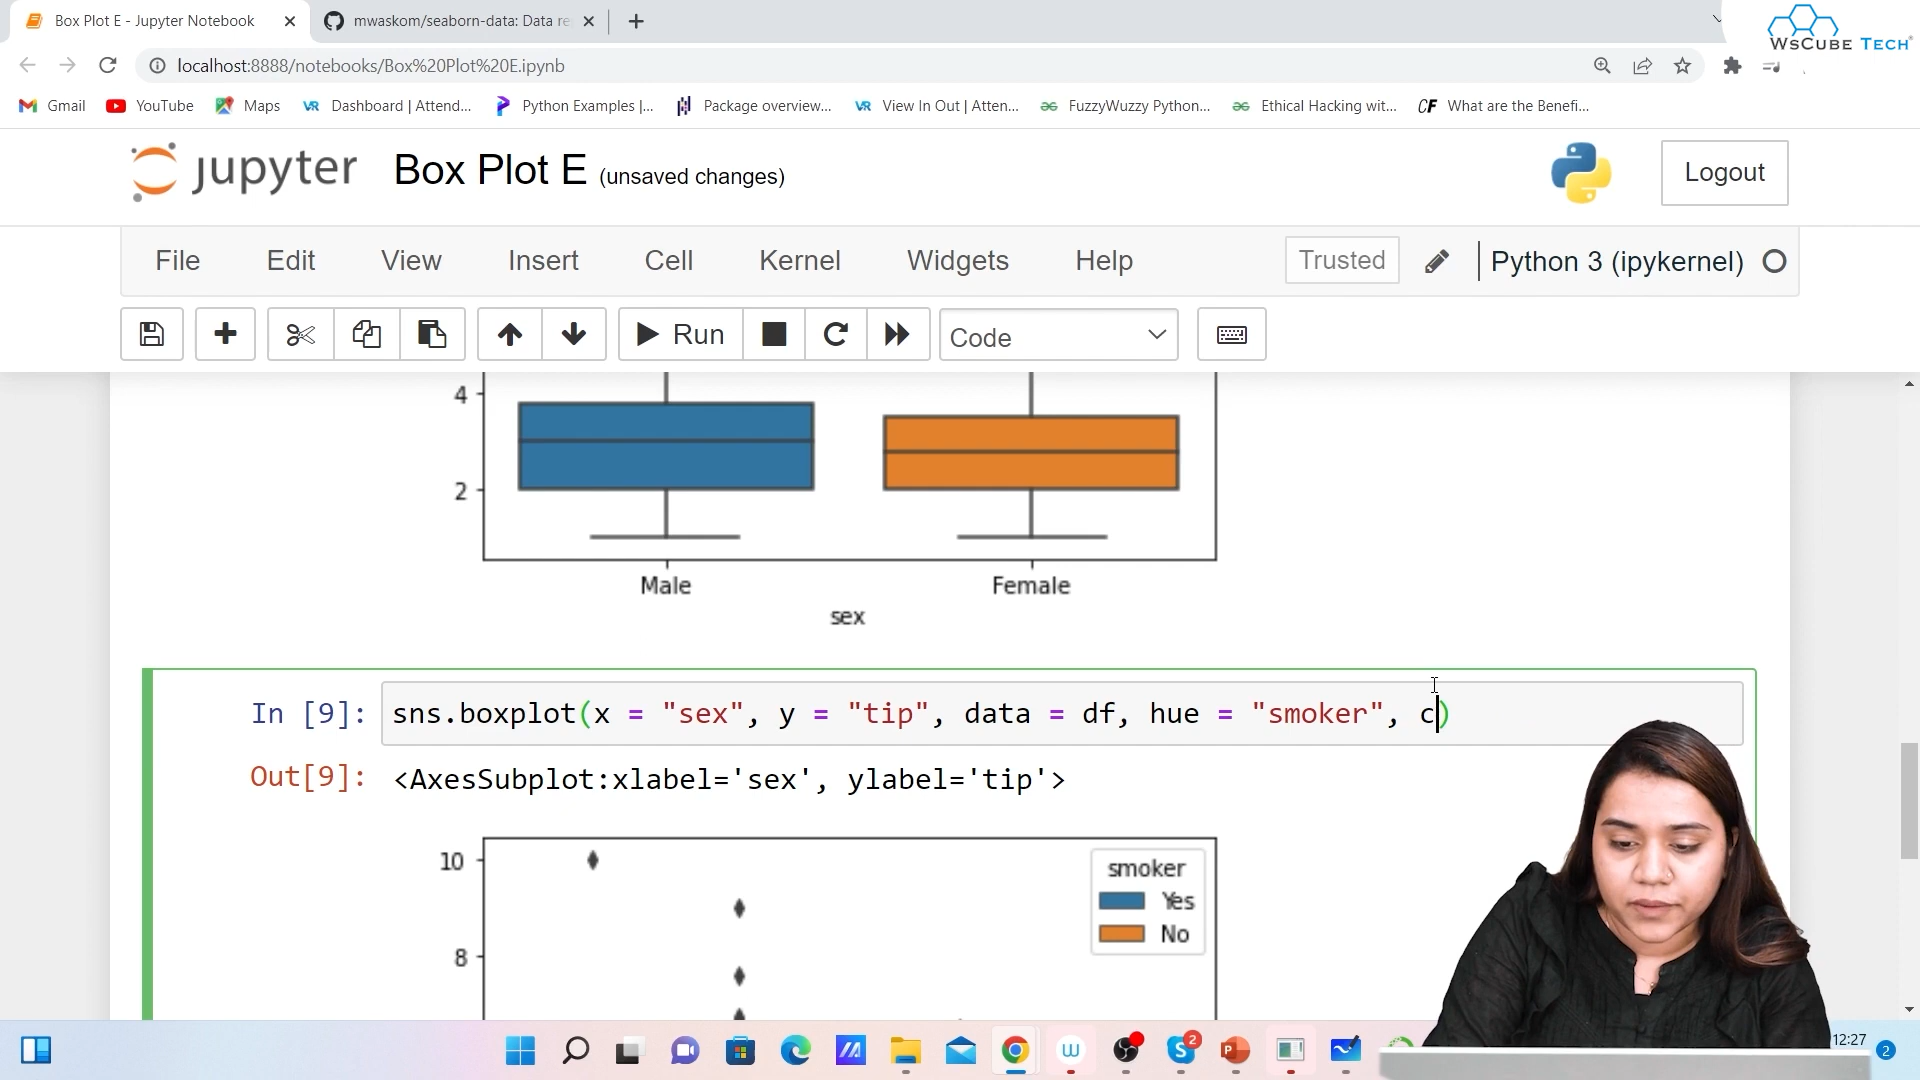 Box Plot E - Jupyter Notebook
mwaskom/seaborn-data: Data re
WsCube Tech
localhost:8888/notebooks/Box%20Plot%20E.ipynb
Gmail YouTube Maps Dashboard | Attend... Python Examples |... Package overview... View In Out | Atten... FuzzyWuzzy Python... Ethical Hacking wit... What are the Benefi...
jupyter Box Plot E (unsaved changes) Logout
File Edit View Insert Cell Kernel Widgets Help Trusted Python 3 (ipykernel)
Run Code
4
2
Male Female
sex
In [9]: sns.boxplot(x = "sex", y = "tip", data = df, hue = "smoker", c)
Out[9]: <AxesSubplot:xlabel='sex', ylabel='tip'>
10
smoker
Yes
No
8
12:27
2
2